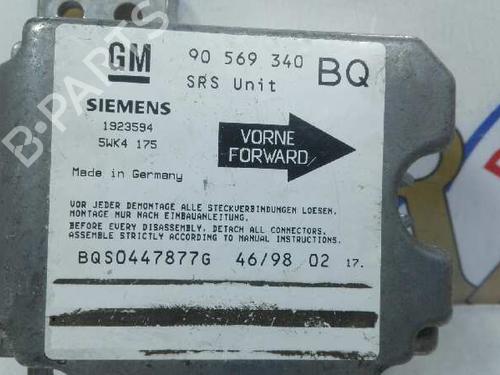 GM 90 569 340 BQ
SRS Unit
SIEMENS
1923594
5WK4 175
VORNE
FORWARD
Made in Germany
VOR JEDER DEMONTAGE ALLE STECKVERBINDUNGEN LOESEN.
MONTAGE NUR NACH EINBAUANLEITUNG.
BEFORE EVERY DISASSEMBLY, DETACH ALL CONNECTORS.
ASSEMBLE STRICTLY ACCORDING TO MANUAL INSTRUCTIONS.
BQS0447877G 46/98 02 17.
B-PARTS